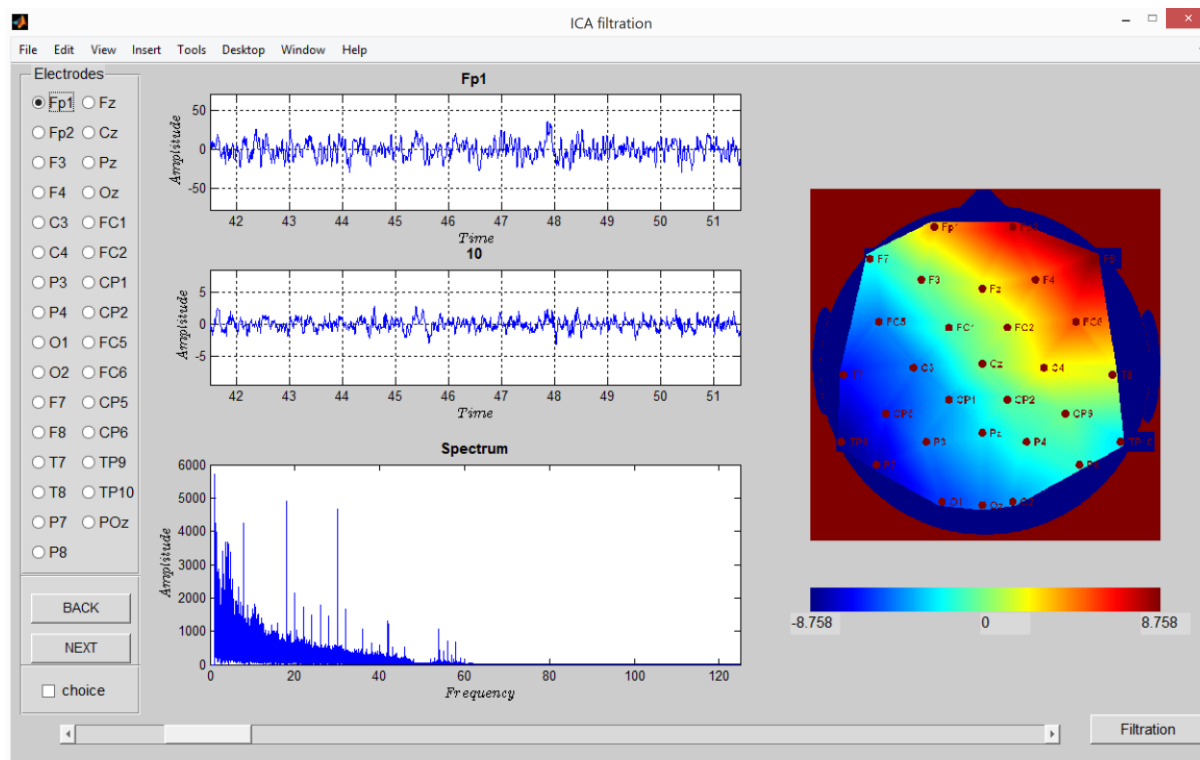 ICA filtration
File Edit View Insert Tools Desktop Window Help
Electrodes
Fp1 Fz
Fp2 Cz
F3 Pz
F4 Oz
C3 FC1
C4 FC2
P3 CP1
P4 CP2
O1 FC5
O2 FC6
F7 CP5
F8 CP6
T7 TP9
T8 TP10
P7 POz
P8
BACK
NEXT
choice
Fp1
Amplitude
50
0
-50
42 43 44 45 46 47 48 49 50 51
Time
10
Amplitude
5
0
-5
42 43 44 45 46 47 48 49 50 51
Time
Spectrum
Amplitude
6000
5000
4000
3000
2000
1000
0
0 20 40 60 80 100 120
Frequency
Fp1
F7
F3 Fz F4
FC5 FC1 FC2 FC6
C3 Cz C4
CP1 CP2
P3 Pz P4 TP10
P7
O1 Oz
-8.758 0 8.758
Filtration